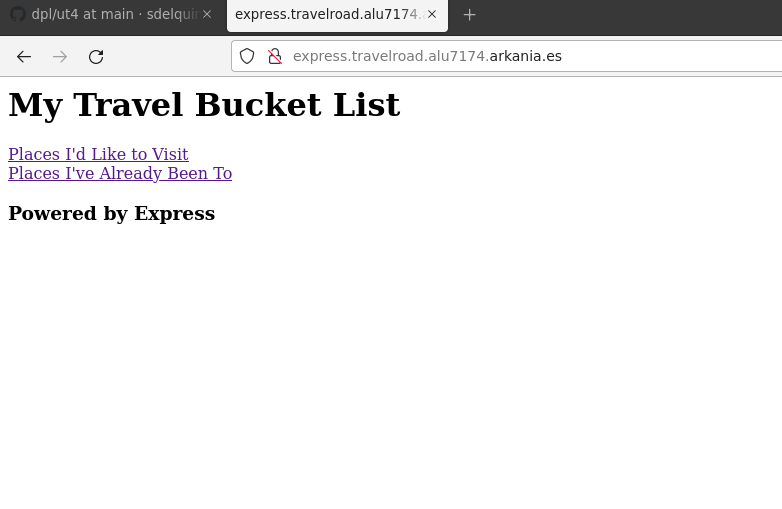 dpl/ut4 at main · sdelqui
express.travelroad.alu7174.
express.travelroad.alu7174.arkania.es
My Travel Bucket List
Places I'd Like to Visit
Places I've Already Been To
Powered by Express